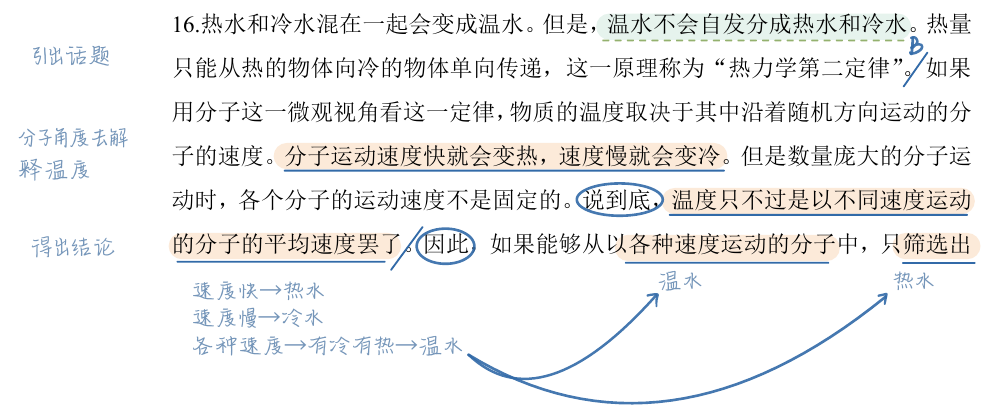 16.热水和冷水混在一起会变成温水。但是,温水不会自发分成热水和冷水。热量
引出话题
B
只能从热的物体向冷的物体单向传递，这一原理称为“热力学第二定律”。如果
用分子这一微观视角看这一定律,物质的温度取决于其中沿着随机方向运动的分
分子角度去解
子的速度。分子运动速度快就会变热，速度慢就会变冷。但是数量庞大的分子运
释温度
动时，各个分子的运动速度不是固定的。说到底，温度只不过是以不同速度运动
得出结论
的分子的平均速度罢了。因此，如果能够从以各种速度运动的分子中，只筛选出
速度快→热水
温水
热水
速度慢→冷水
各种速度→有冷有热→温水